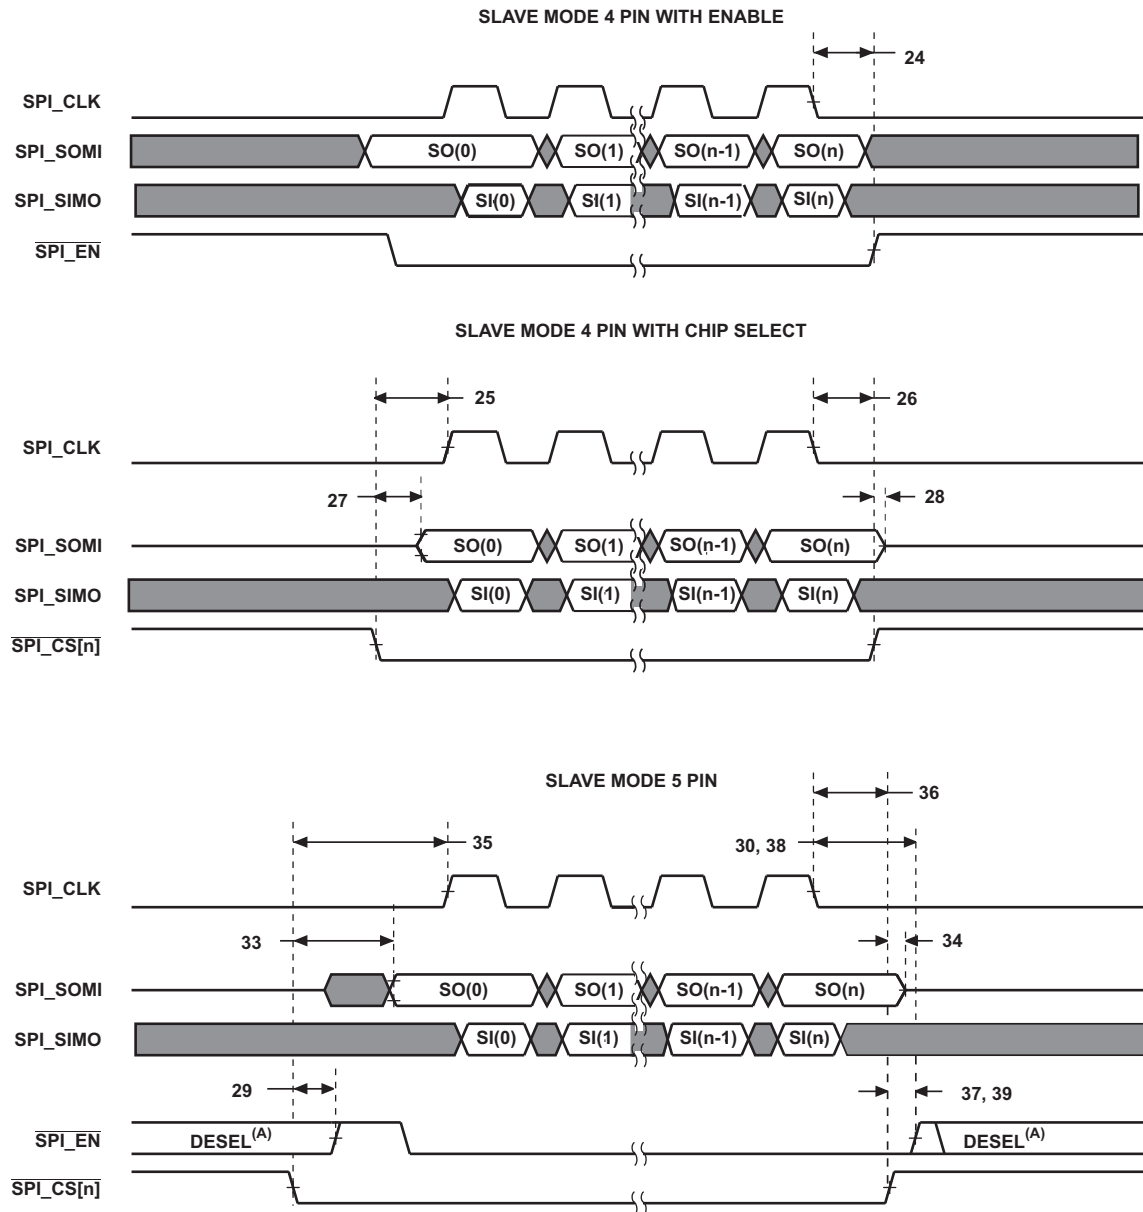 SLAVE MODE 4 PIN WITH ENABLE
24
SPI_CLK
SPI_SOMI SO(0) SO(1) SO(n-1) SO(n)
SPI_SIMO SI(0) SI(1) SI(n-1) SI(n)
SPI_EN
SLAVE MODE 4 PIN WITH CHIP SELECT
25 26
SPI_CLK
27 28
SPI_SOMI SO(0) SO(1) SO(n-1) SO(n)
SPI_SIMO SI(0) SI(1) SI(n-1) SI(n)
SPI_CS[n]
SLAVE MODE 5 PIN
36
35 30, 38
SPI_CLK
33 34
SPI_SOMI SO(0) SO(1) SO(n-1) SO(n)
SPI_SIMO SI(0) SI(1) SI(n-1) SI(n)
29 37, 39
SPI_EN DESEL(A) DESEL(A)
SPI_CS[n]